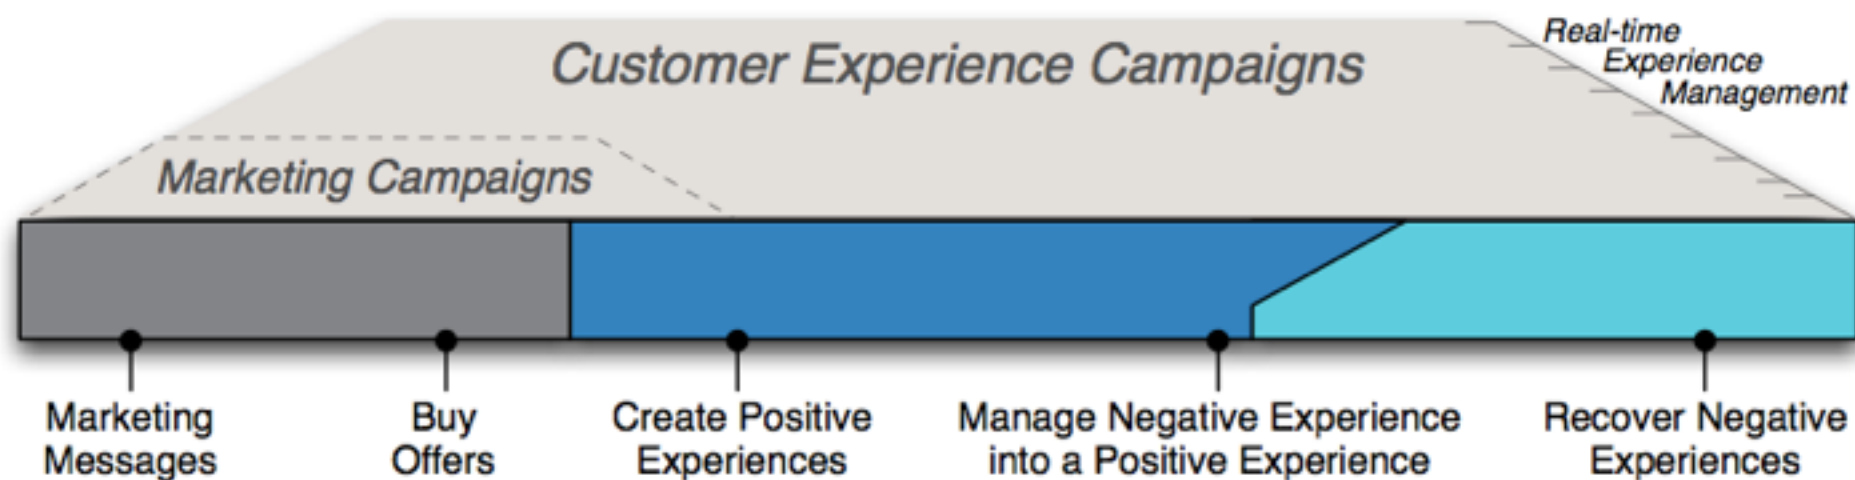 Customer Experience Campaigns
Real-time
Experience
Management
Marketing Campaigns
Marketing
Messages
Buy
Offers
Create Positive
Experiences
Manage Negative Experience
into a Positive Experience
Recover Negative
Experiences